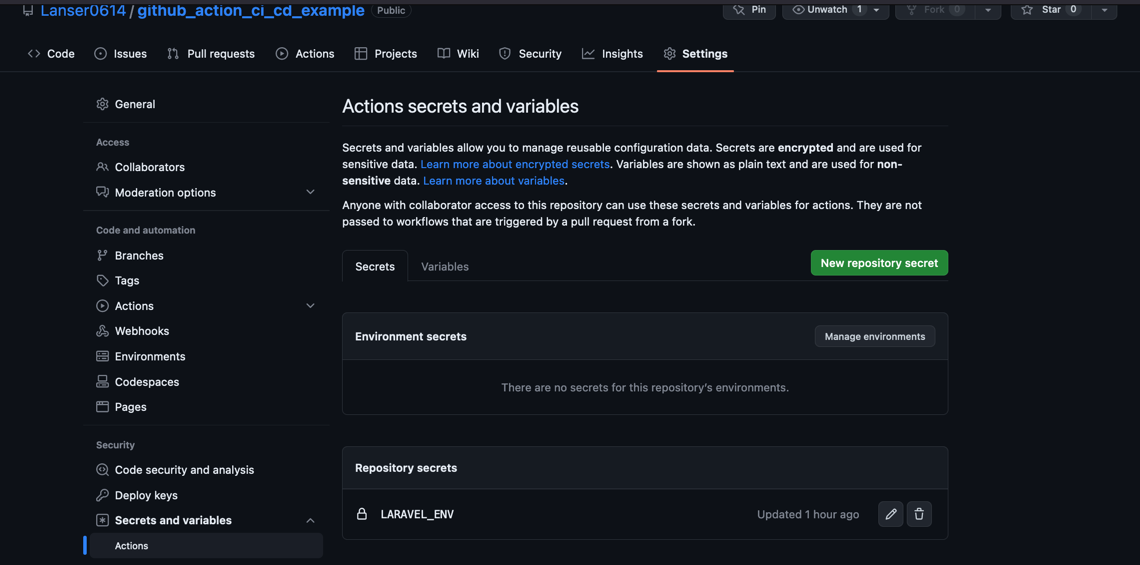 Lanser0614 / github_action_ci_cd_example Public
Pin
Unwatch 1
Fork 0
Star 0
Code
Issues
Pull requests
Actions
Projects
Wiki
Security
Insights
Settings
General
Access
Collaborators
Moderation options
Code and automation
Branches
Tags
Actions
Webhooks
Environments
Codespaces
Pages
Security
Code security and analysis
Deploy keys
Secrets and variables
Actions
Actions secrets and variables
Secrets and variables allow you to manage reusable configuration data. Secrets are encrypted and are used for
sensitive data. Learn more about encrypted secrets. Variables are shown as plain text and are used for non-
sensitive data. Learn more about variables.
Anyone with collaborator access to this repository can use these secrets and variables for actions. They are not
passed to workflows that are triggered by a pull request from a fork.
Secrets
Variables
New repository secret
Environment secrets
Manage environments
There are no secrets for this repository's environments.
Repository secrets
LARAVEL_ENV
Updated 1 hour ago